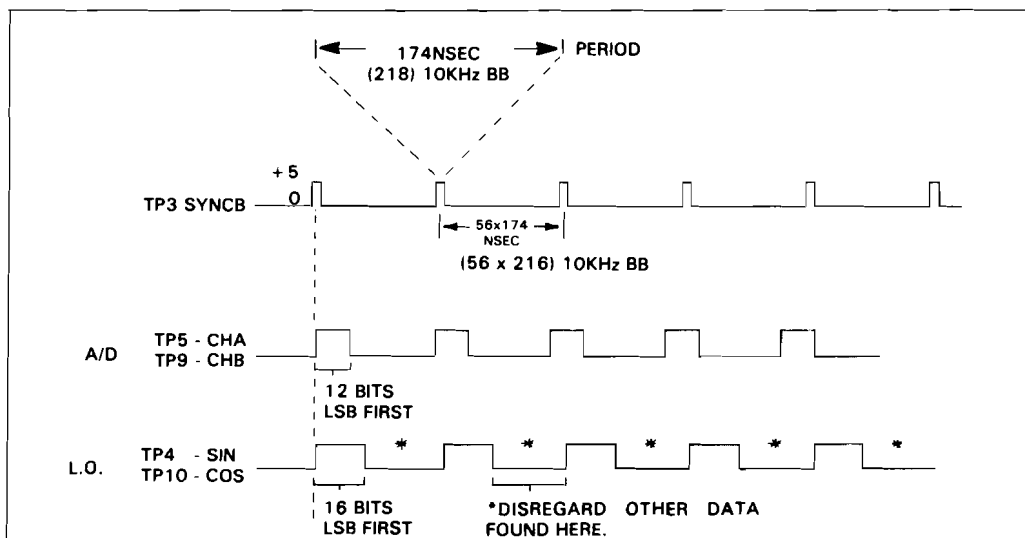 174NSEC
(218) 10KHz BB
PERIOD
+ 5
0
TP3 SYNCB
56x174
NSEC
(56 x 216) 10KHz BB
A/D
TP5 - CHA
TP9 - CHB
12 BITS
LSB FIRST
L.O.
TP4 - SIN
TP10 - COS
* * * * *
16 BITS
LSB FIRST
*DISREGARD OTHER DATA
FOUND HERE.